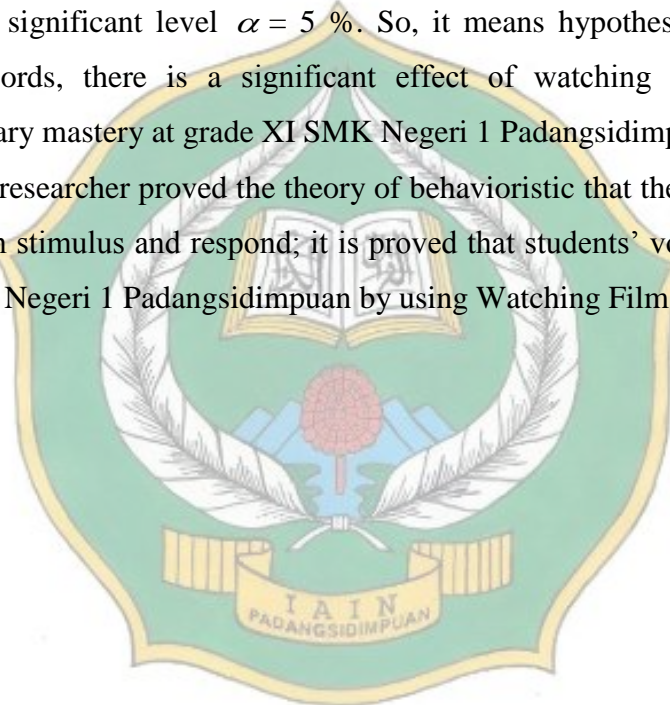 significant level α = 5 %. So, it means hypothes
ords, there is a significant effect of watching
ary mastery at grade XI SMK Negeri 1 Padangsidimp
researcher proved the theory of behavioristic that the
n stimulus and respond; it is proved that students' v
Negeri 1 Padangsidimpuan by using Watching Film
I A I N
PADANGSIDIMPUAN